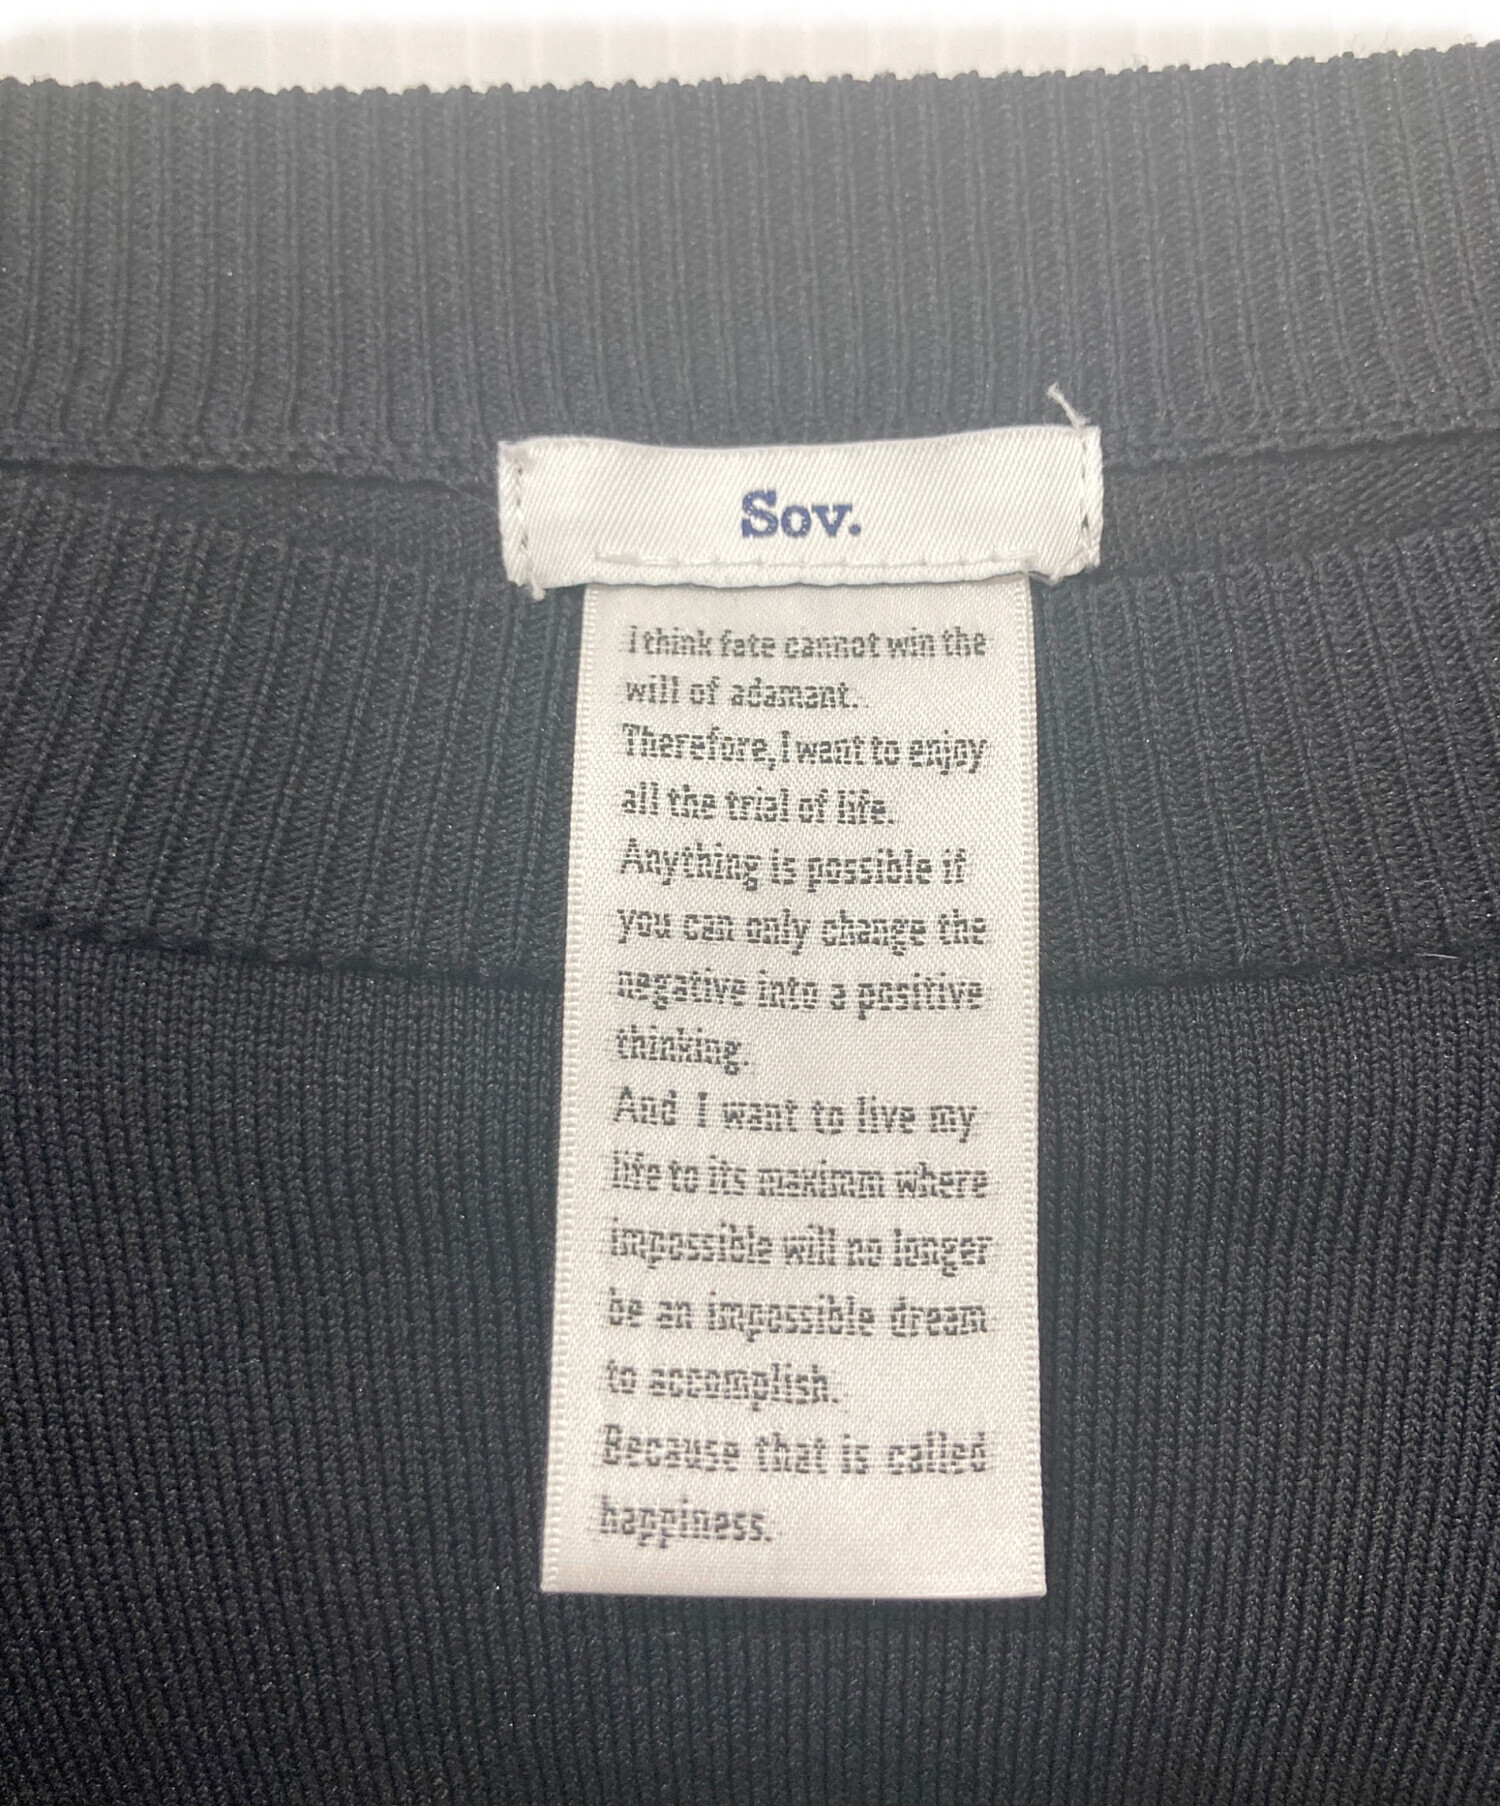 Sov.
I think fate cannot win the
will of adamant.
Therefore, I want to enjoy
all the trial of life.
Anything is possible if
you can only change the
negative into a positive
thinking.
And I want to live my
life to its maximm where
impossible will no longer
be an impossible dream
to accomplish.
Because that is called
happiness.